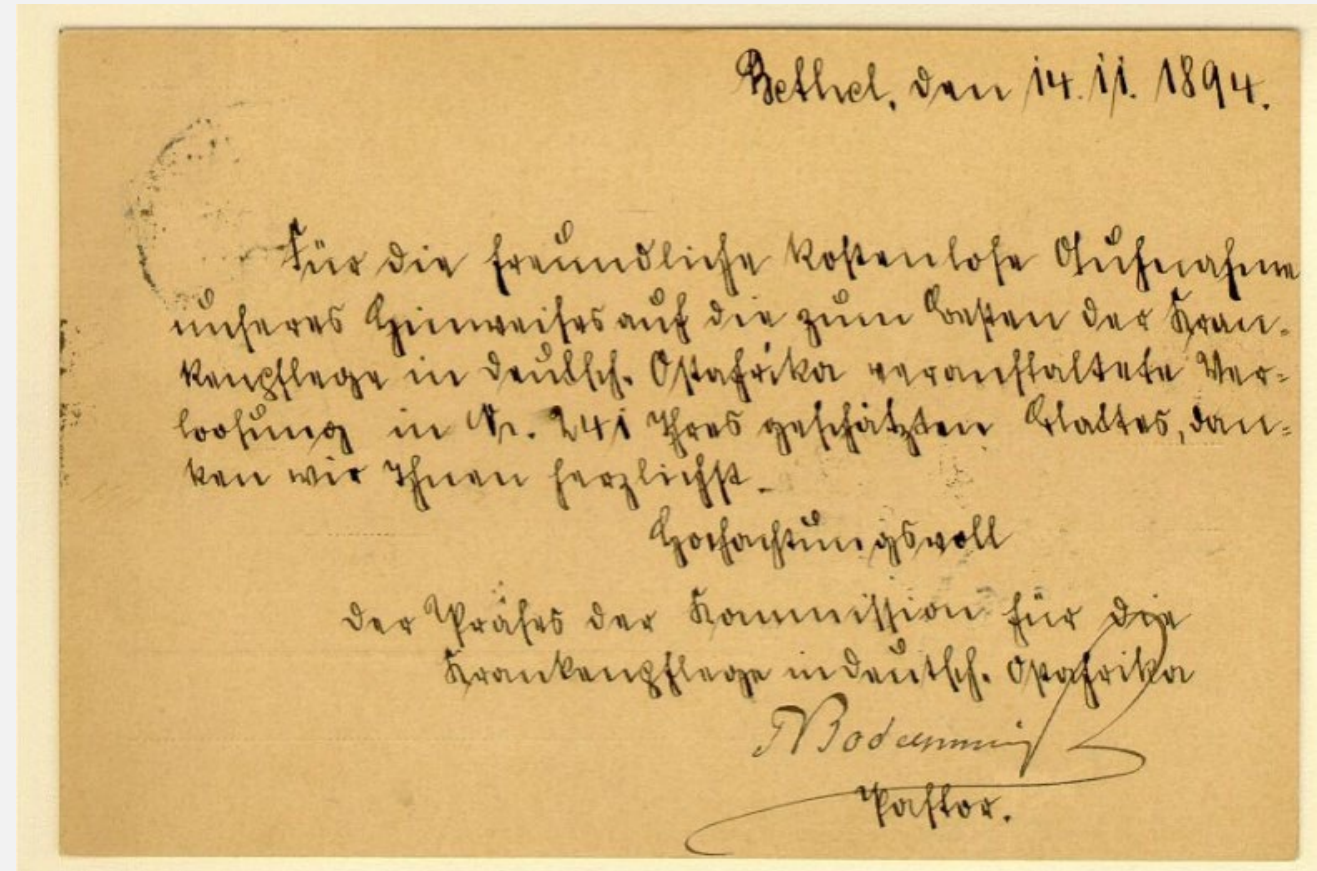 Bethel, den 14. 11. 1894.
Für die freundliche kostenlose Aufnahme
unseres Hinweises auf die zum Besten der Kran-
kenpflege in deutsch. Ostafrika veranstaltete Ver-
loosung in Nr. 241 Ihres geschätzten Blattes, dan-
ken wir Ihnen herzlichst.
Hochachtungsvoll
der Präses der Kommission für die
Krankenpflege in deutsch. Ostafrika
Pastor.